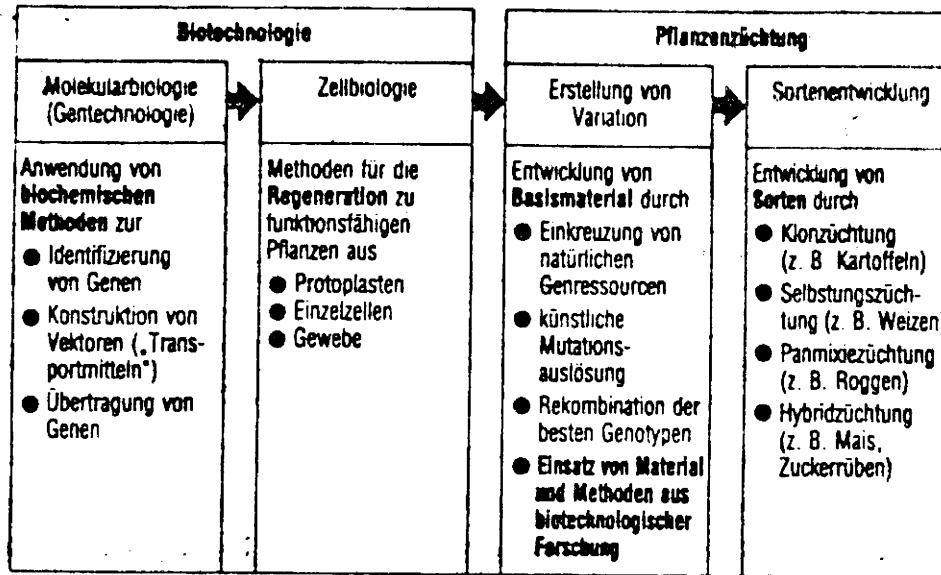 Biotechnologie
Pflanzenzüchtung
Molekularbiologie
(Gentechnologie)
Zellbiologie
Erstellung von
Variation
Sortenentwicklung
Anwendung von
biochemischen
Methoden zur
● Identifizierung
von Genen
● Konstruktion von
Vektoren („Trans-
portmitteln")
● Übertragung von
Genen
Methoden für die
Regeneration zu
funktionsfähigen
Pflanzen aus
● Protoplasten
● Einzelzellen
● Gewebe
Entwicklung von
Basismaterial durch
● Einkreuzung von
natürlichen
Genressourcen
● künstliche
Mutations-
auslösung
● Rekombination der
besten Genotypen
● Einsatz von Material
und Methoden aus
biotechnologischer
Forschung
Entwicklung von
Sorten durch
● Klonzüchtung
(z. B. Kartoffeln)
● Selbstungszüch-
tung (z. B. Weizen)
● Panmixiezüchtung
(z. B. Roggen)
● Hybridzüchtung
(z. B. Mais,
Zuckerrüben)